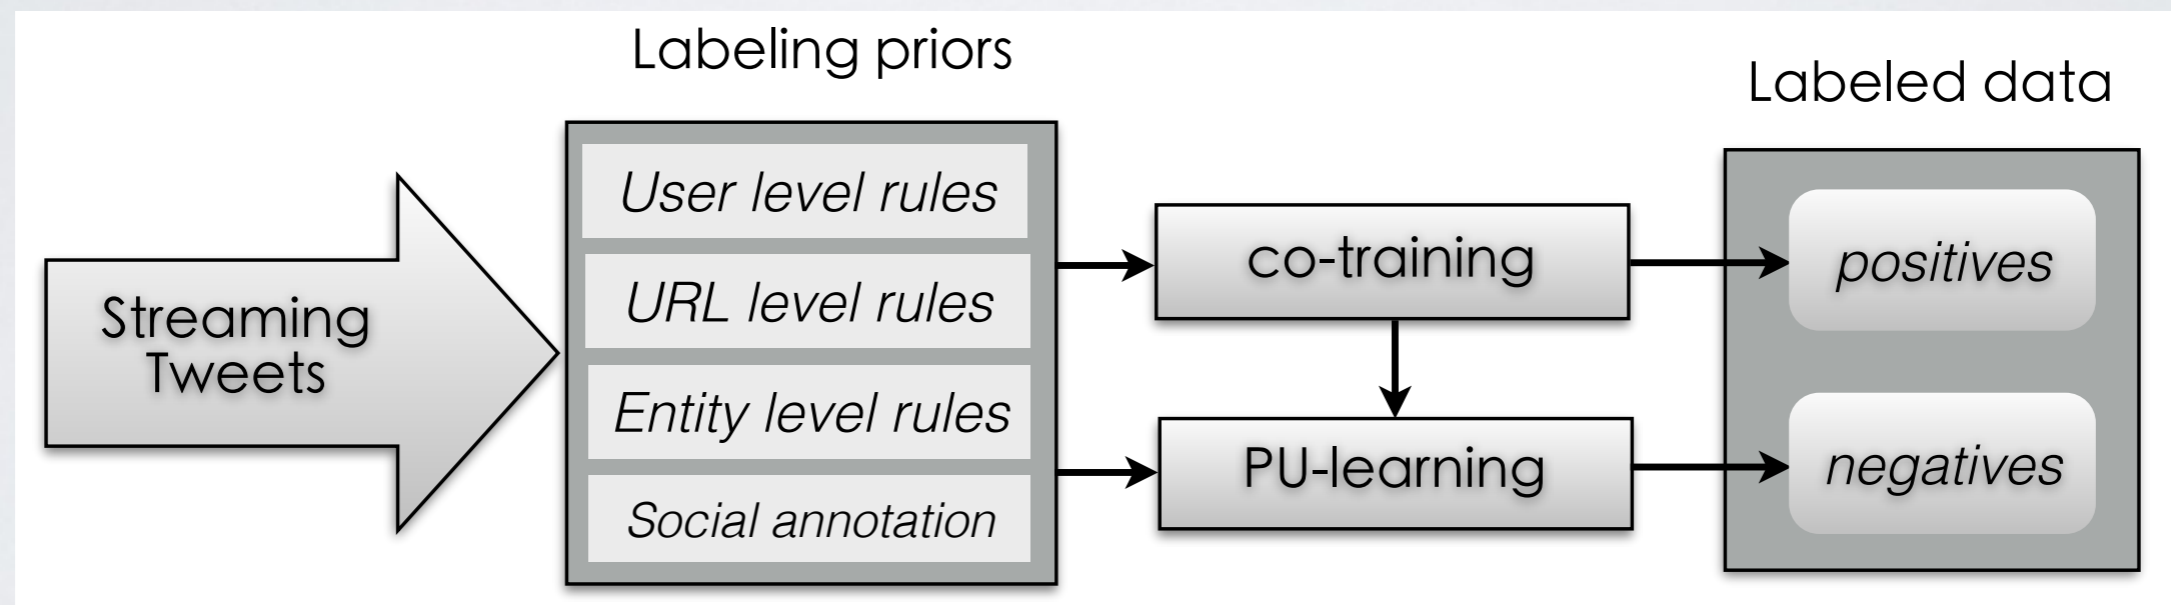 Labeling priors
Labeled data
Streaming
Tweets
User level rules
URL level rules
Entity level rules
Social annotation
co-training
PU-learning
positives
negatives